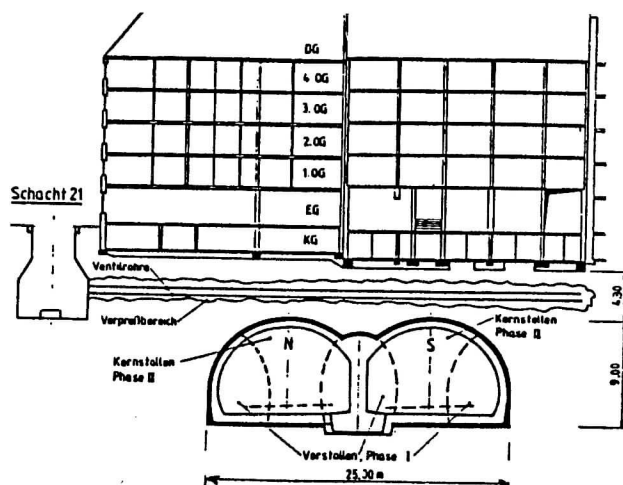 DG
4. OG
3. OG
2. OG
1. OG
EG
KG
Schacht 21
Ventilrohre
Verpreßbereich
4,30
Kernstollen
Phase II
Kernstollen
Phase II
N
S
9,00
Vorstollen, Phase I
25,00 m